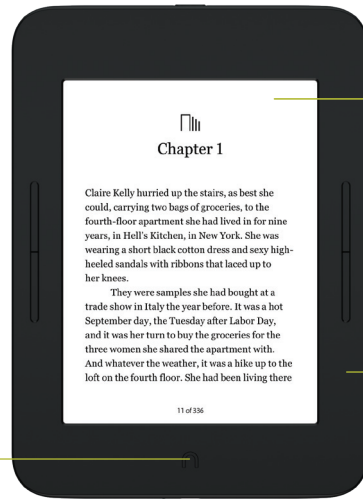 Chapter 1
Claire Kelly hurried up the stairs, as best she
could, carrying two bags of groceries, to the
fourth-floor apartment she had lived in for nine
years, in Hell's Kitchen, in New York. She was
wearing a short black cotton dress and sexy high-
heeled sandals with ribbons that laced up to
her knees.
They were samples she had bought at a
trade show in Italy the year before. It was a hot
September day, the Tuesday after Labor Day,
and it was her turn to buy the groceries for the
three women she shared the apartment with.
And whatever the weather, it was a hike up to the
loft on the fourth floor. She had been living there
11 of 336